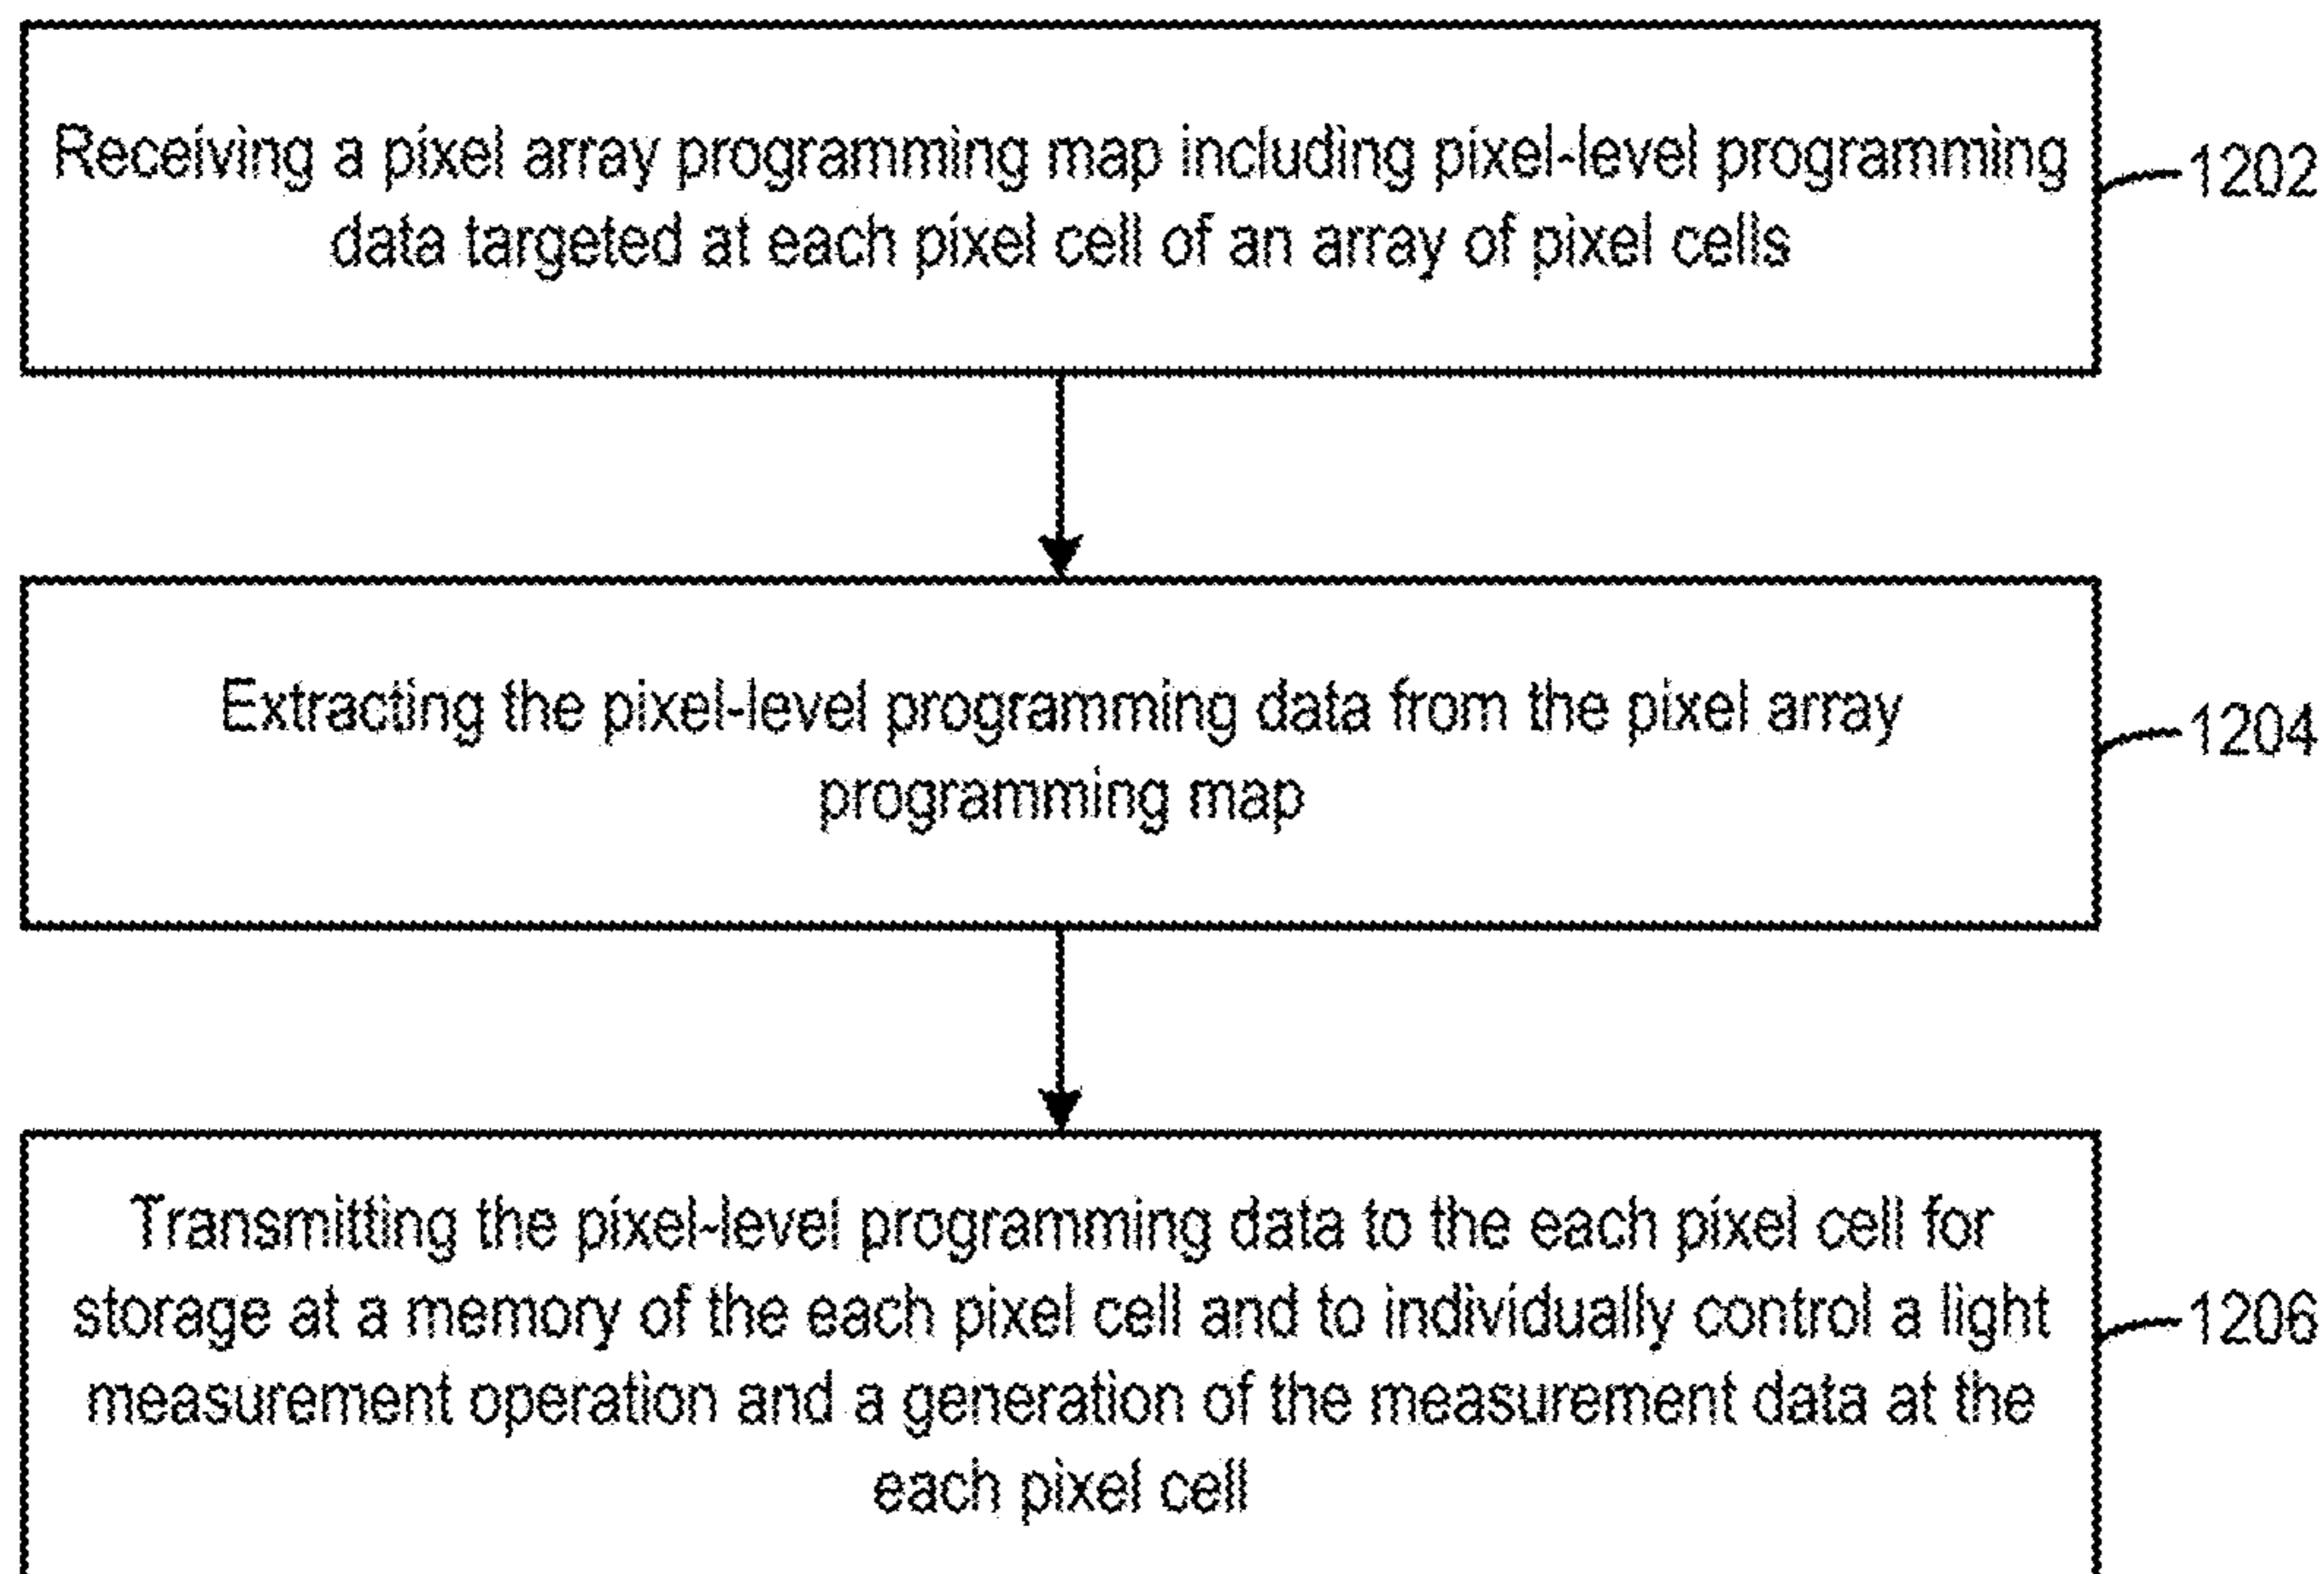 Receiving a pixel array programming map including pixel-level programming
data targeted at each pixel cell of an array of pixel cells
1202
Extracting the pixel-level programming data from the pixel array
programming map
1204
Transmitting the pixel-level programming data to the each pixel cell for
storage at a memory of the each pixel cell and to individually control a light
measurement operation and a generation of the measurement data at the
each pixel cell
1206